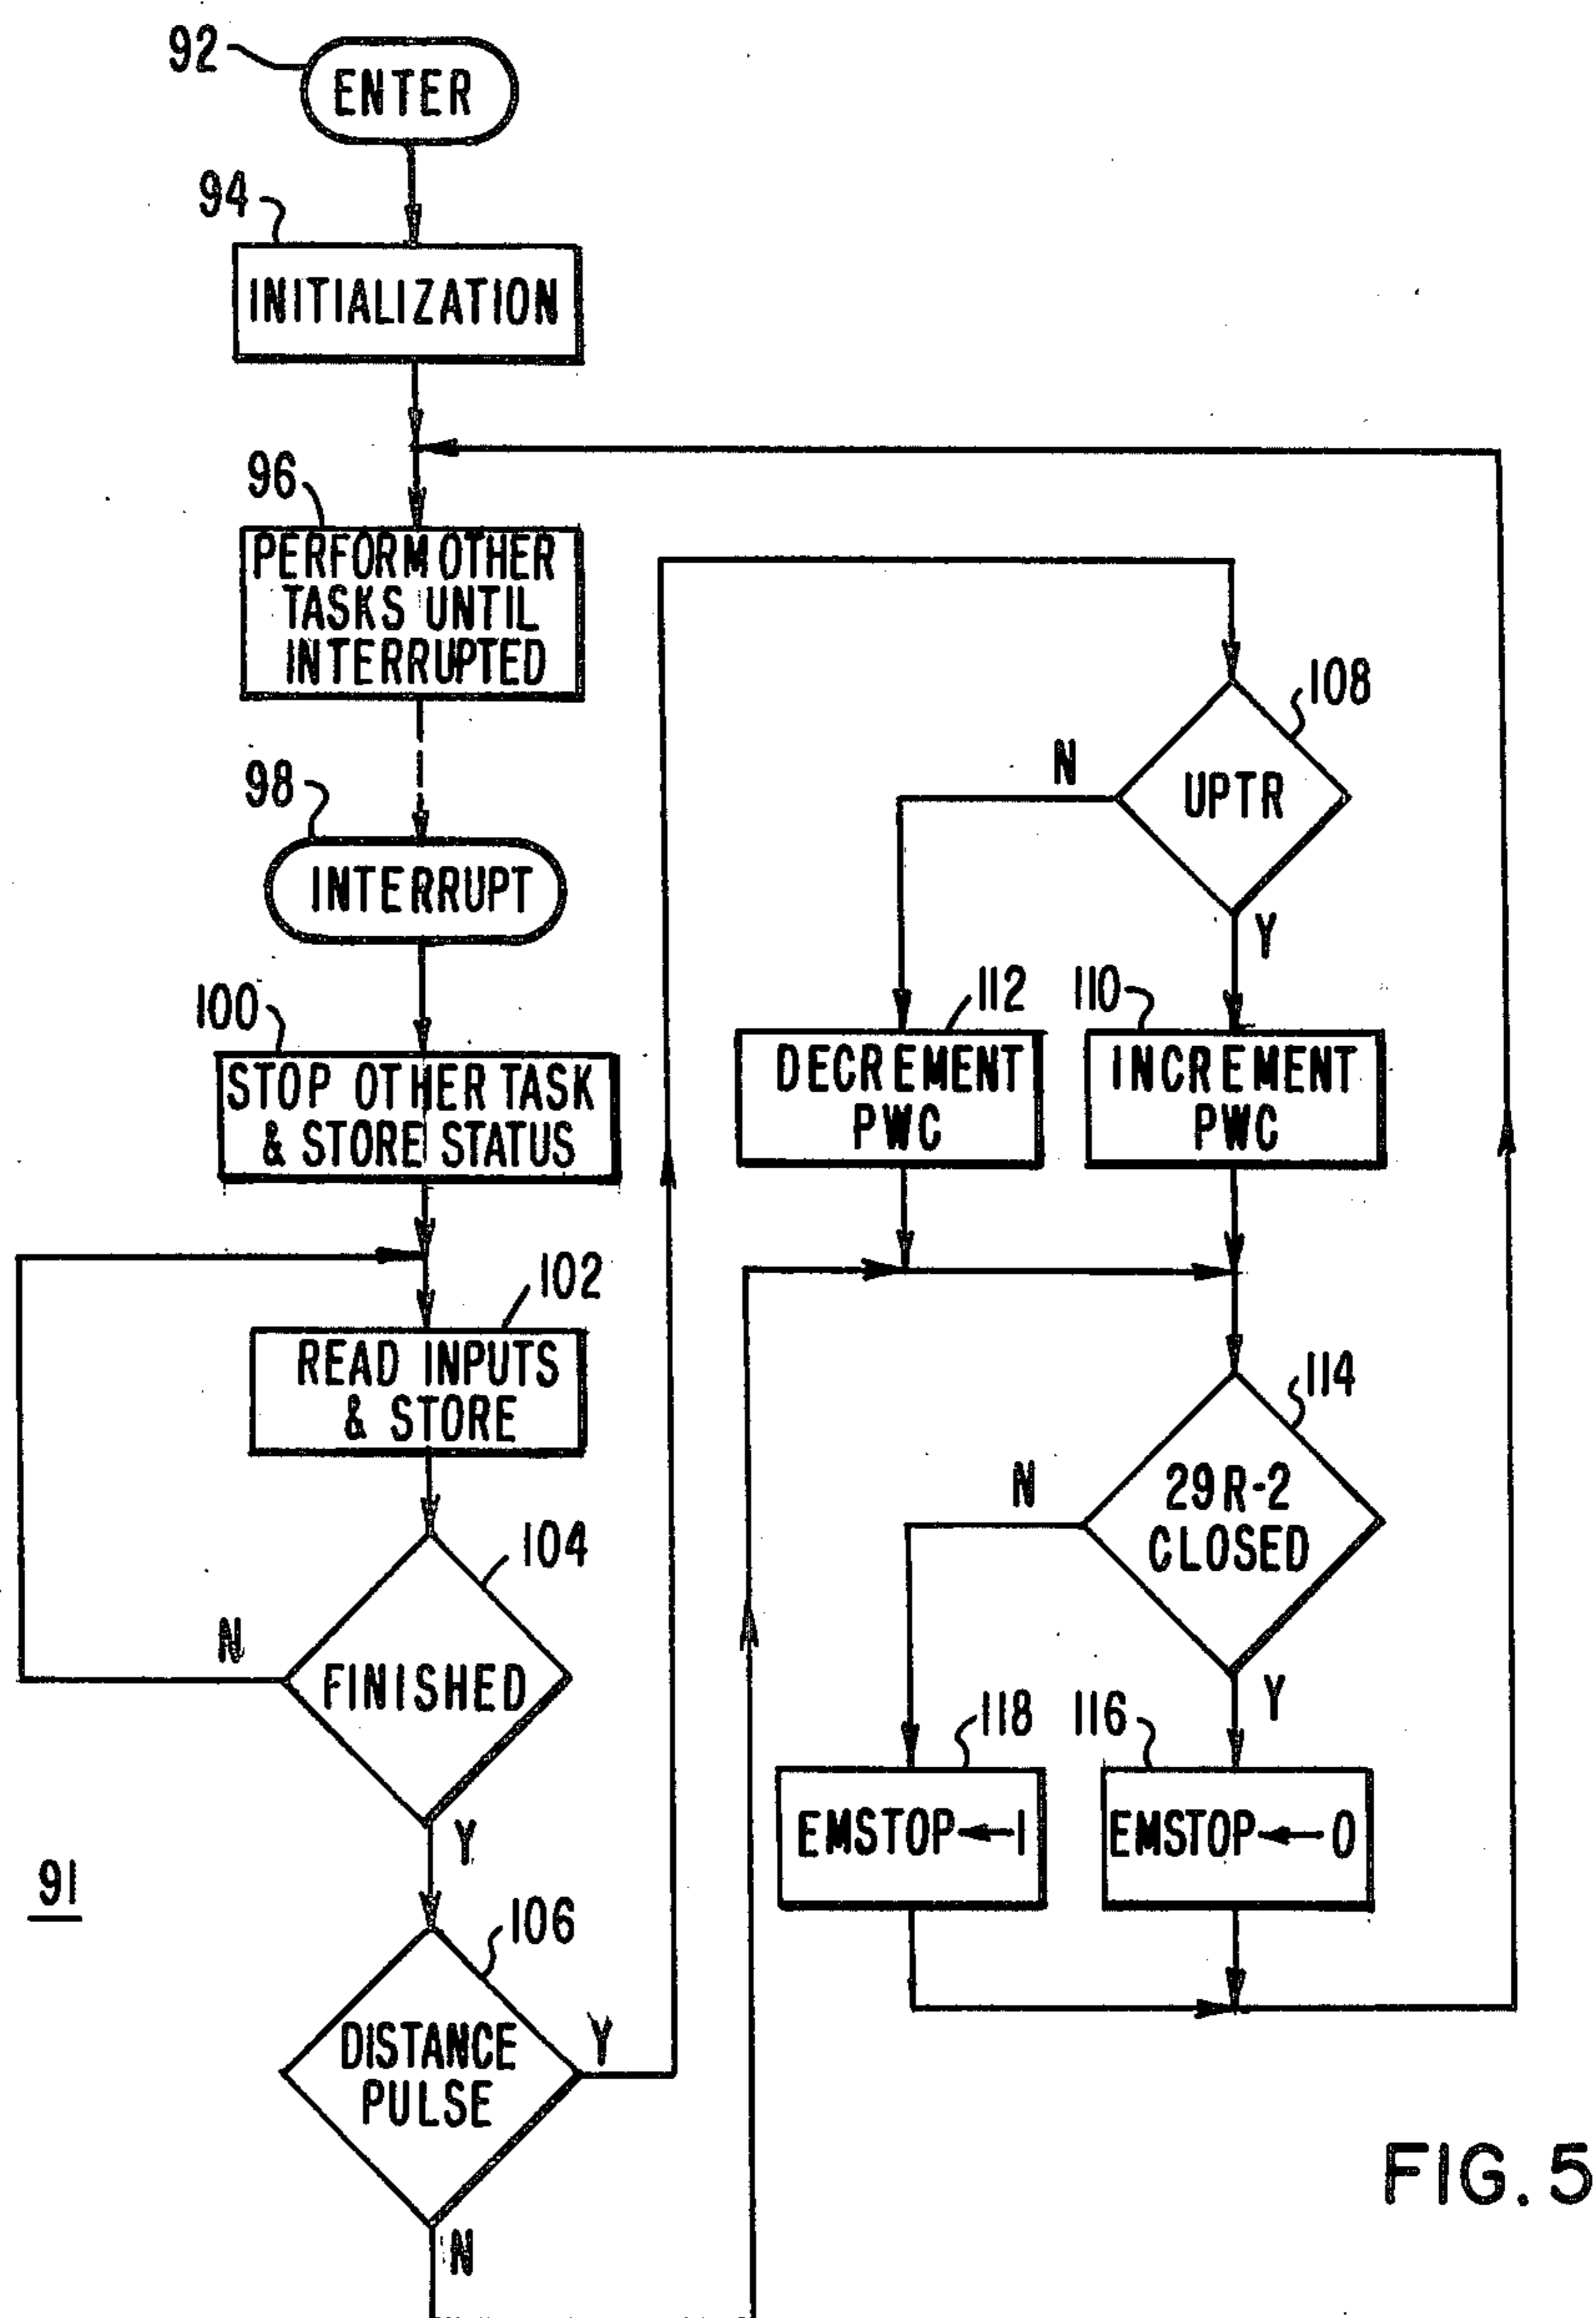 92
ENTER
94
INITIALIZATION
96
PERFORM OTHER
TASKS UNTIL
INTERRUPTED
98
INTERRUPT
100
STOP OTHER TASK
& STORE STATUS
102
READ INPUTS
& STORE
104
N
FINISHED
Y
91
106
DISTANCE
PULSE
Y
N
108
N
UPTR
Y
112
DECREMENT
PWC
110
INCREMENT
PWC
114
N
29R-2
CLOSED
Y
118
EMSTOP←1
116
EMSTOP←0
FIG. 5